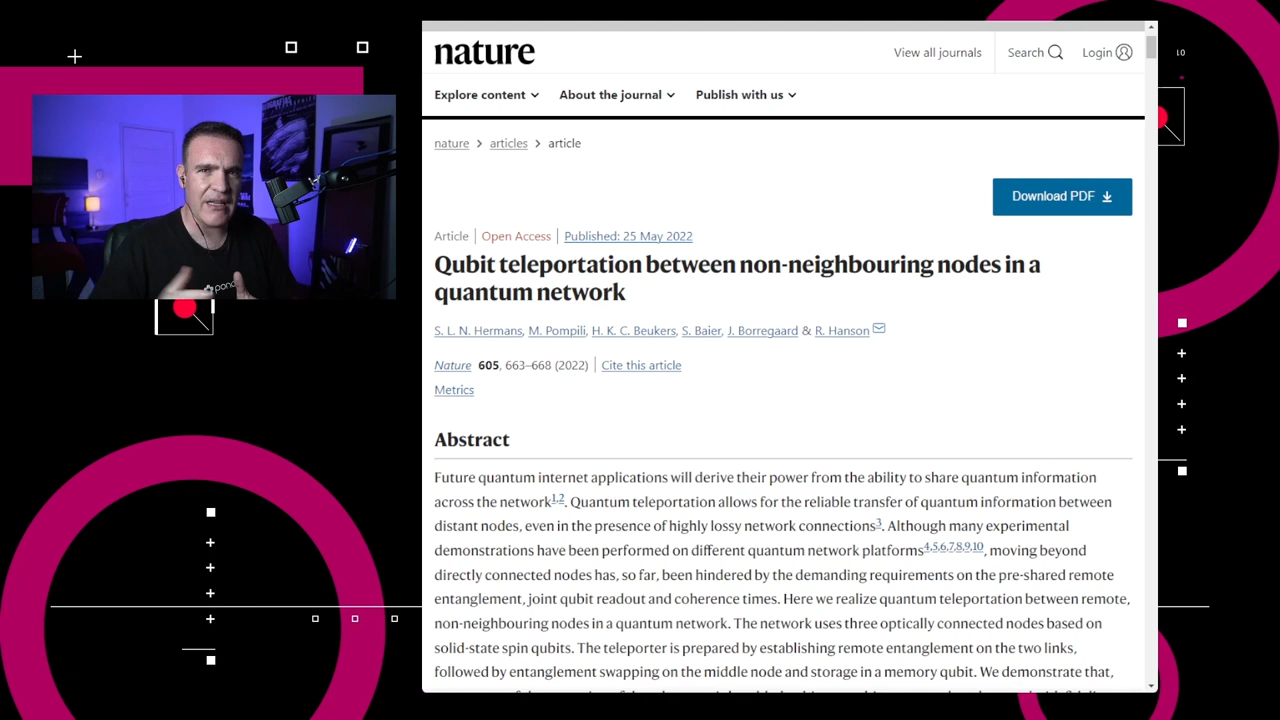 nature
View all journals
Search
Login
Explore content
About the journal
Publish with us
nature > articles > article
Download PDF
Article | Open Access | Published: 25 May 2022
Qubit teleportation between non-neighbouring nodes in a
quantum network
S. L. N. Hermans, M. Pompili, H. K. C. Beukers, S. Baier, J. Borregaard & R. Hanson
Nature 605, 663–668 (2022) | Cite this article
Metrics
Abstract
Future quantum internet applications will derive their power from the ability to share quantum information
across the network1,2. Quantum teleportation allows for the reliable transfer of quantum information between
distant nodes, even in the presence of highly lossy network connections3. Although many experimental
demonstrations have been performed on different quantum network platforms4,5,6,7,8,9,10, moving beyond
directly connected nodes has, so far, been hindered by the demanding requirements on the pre-shared remote
entanglement, joint qubit readout and coherence times. Here we realize quantum teleportation between remote,
non-neighbouring nodes in a quantum network. The network uses three optically connected nodes based on
solid-state spin qubits. The teleporter is prepared by establishing remote entanglement on the two links,
followed by entanglement swapping on the middle node and storage in a memory qubit. We demonstrate that,
10